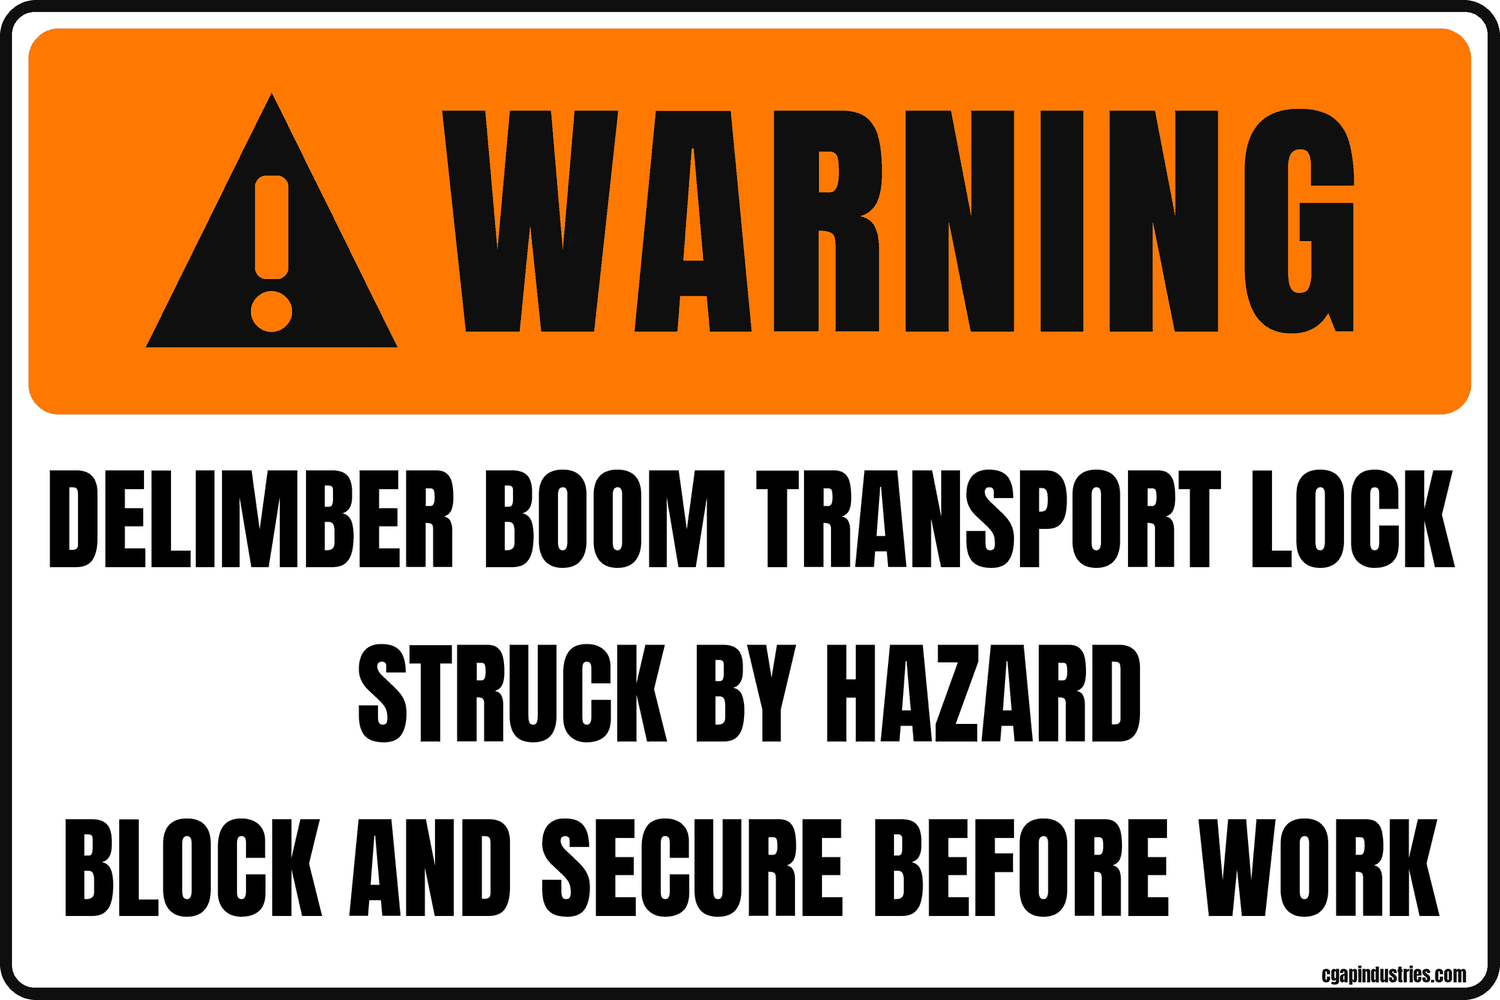 WARNING
DELIMBER BOOM TRANSPORT LOCK
STRUCK BY HAZARD
BLOCK AND SECURE BEFORE WORK
cgapindustries.com